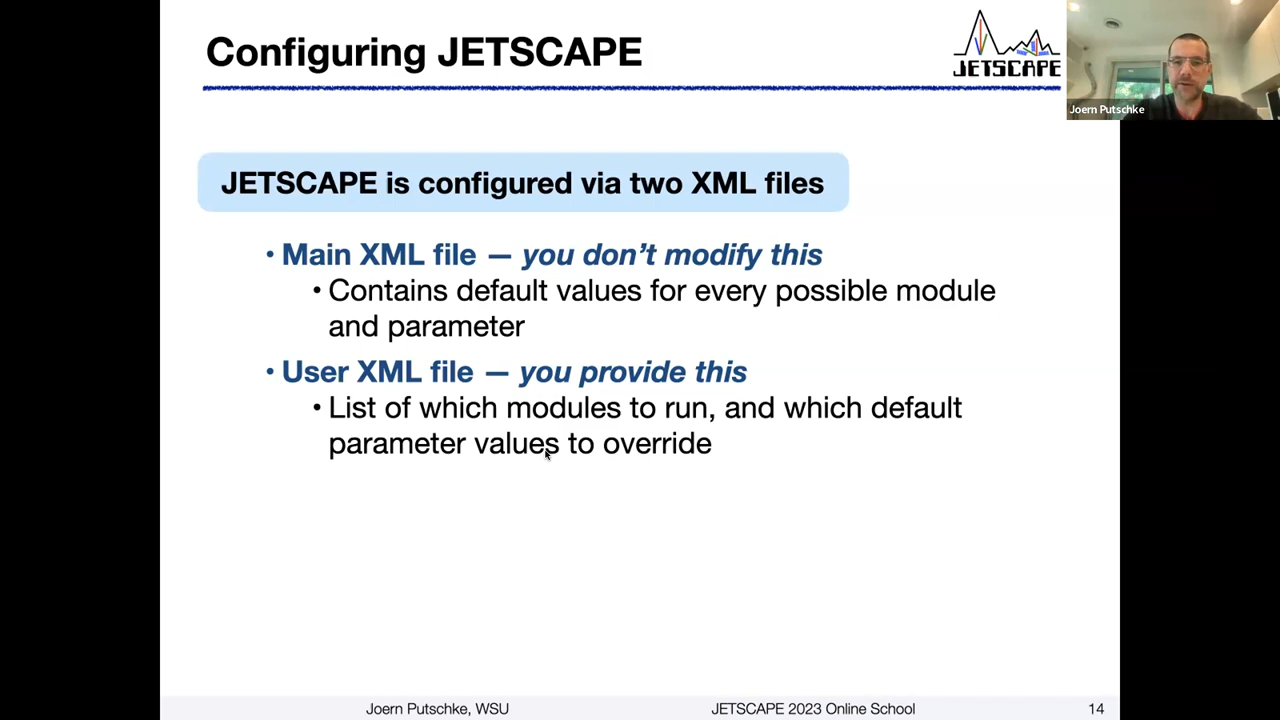 Configuring JETSCAPE
JETSCAPE
Joern Putschke
JETSCAPE is configured via two XML files
• Main XML file — you don't modify this
• Contains default values for every possible module
and parameter
• User XML file — you provide this
• List of which modules to run, and which default
parameter values to override
Joern Putschke, WSU
JETSCAPE 2023 Online School
14